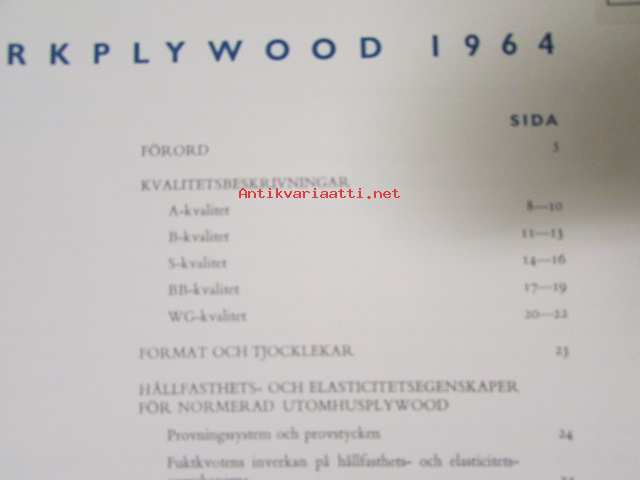 RKPLYWOOD 1964
SIDA
FÖRORD 5
KVALITETSBESKRIVNINGAR
Antikvariaatti.net
A-kvalitet 8—10
B-kvalitet 11—13
S-kvalitet 14—16
BB-kvalitet 17—19
WG-kvalitet 20—22
FORMAT OCH TJOCKLEKAR 23
HÅLLFASTHETS- OCH ELASTICITETSEGENSKAPER
FÖR NORMERAD UTOMHUSPLYWOOD
Provningssystem och provstycken 24
Fuktkvotens inverkan på hållfasthets- och elasticitets-